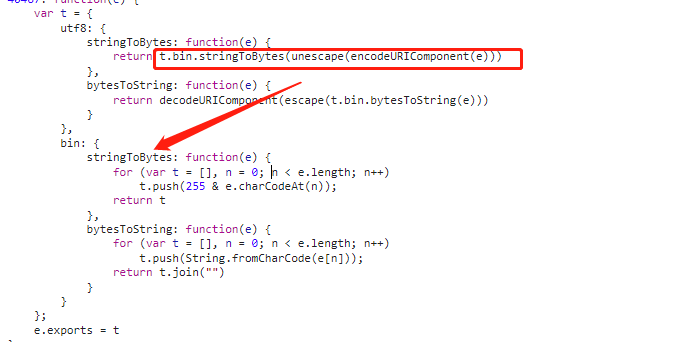 var t = {
utf8: {
stringToBytes: function(e) {
return t.bin.stringToBytes(unescape(encodeURIComponent(e)))
},
bytesToString: function(e) {
return decodeURIComponent(escape(t.bin.bytesToString(e)))
}
},
bin: {
stringToBytes: function(e) {
for (var t = [], n = 0; n < e.length; n++)
t.push(255 & e.charCodeAt(n));
return t
},
bytesToString: function(e) {
for (var t = [], n = 0; n < e.length; n++)
t.push(String.fromCharCode(e[n]));
return t.join("")
}
}
};
e.exports = t